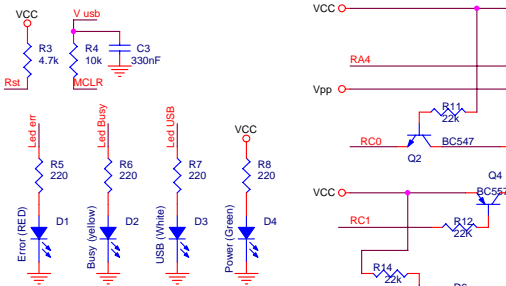 VCC
V usb
R3
4.7k
R4
10k
C3
330nF
Rst
MCLR
Led err
Led Busy
Led USB
VCC
R5
220
R6
220
R7
220
R8
220
Error (RED)
D1
Busy (yellow)
D2
USB (White)
D3
Power (Green)
D4
VCC
RA4
Vpp
R11
22k
RC0
BC547
Q2
Q4
VCC
BC557
RC1
R12
22K
R14
22k